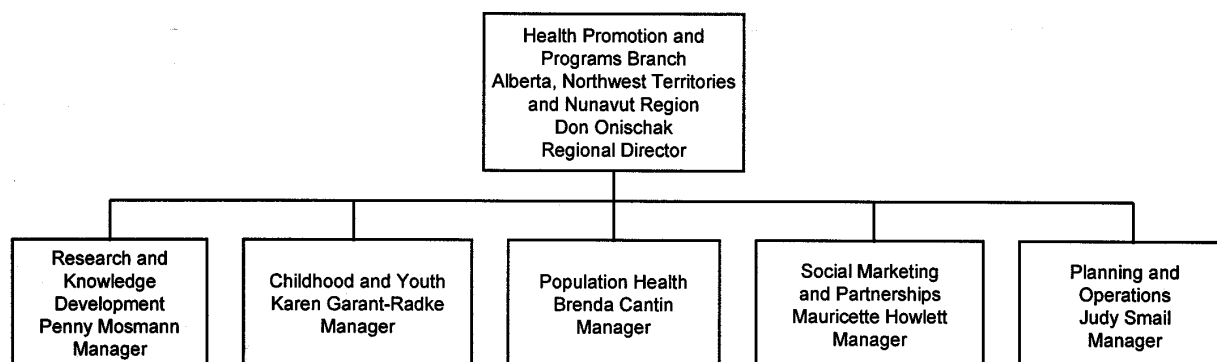 Health Promotion and
Programs Branch
Alberta, Northwest Territories
and Nunavut Region
Don Onischak
Regional Director
Research and
Knowledge
Development
Penny Mosmann
Manager
Childhood and Youth
Karen Garant-Radke
Manager
Population Health
Brenda Cantin
Manager
Social Marketing
and Partnerships
Mauricette Howlett
Manager
Planning and
Operations
Judy Smail
Manager